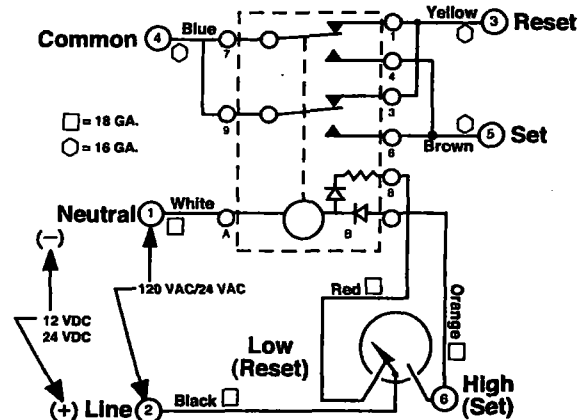 Common
4
Blue
7
1
Yellow
3
Reset
4
9
3
6
Brown
5
Set
□ = 18 GA.
⬡ = 16 GA.
8
Neutral
1
White
A
B
(–)
120 VAC/24 VAC
12 VDC
24 VDC
Red
Orange
Low
(Reset)
High
(Set)
6
(+) Line
2
Black